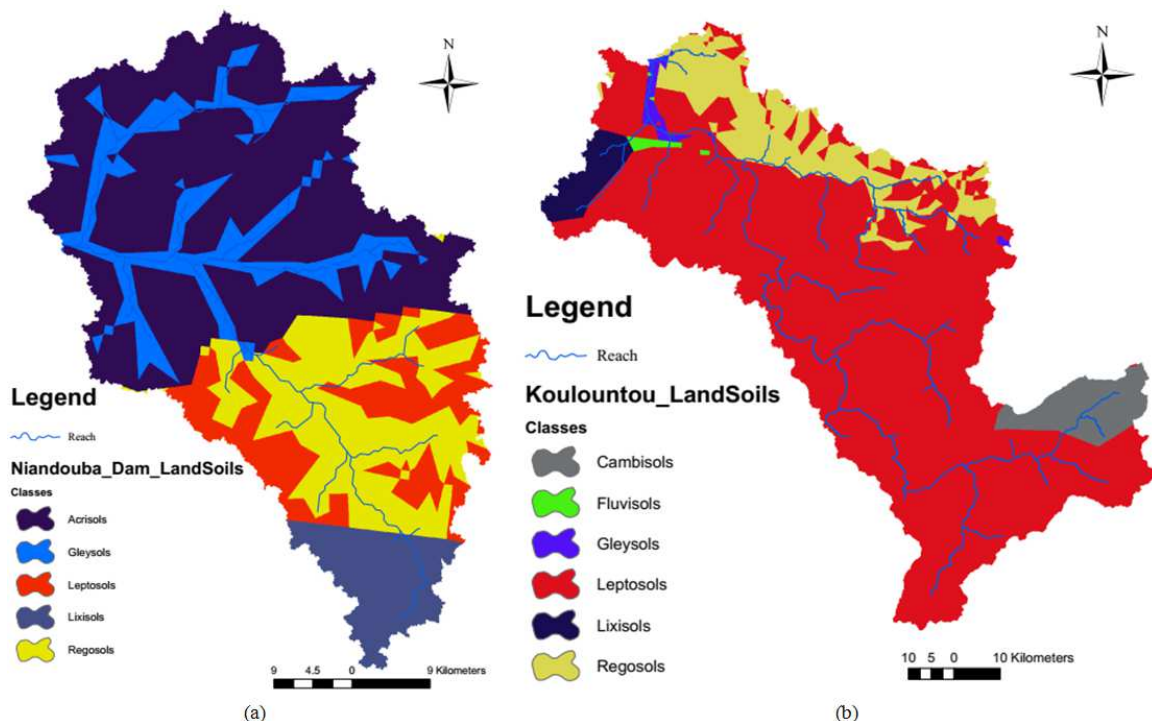 N
Legend
Reach
Niandouba_Dam_LandSoils
Classes
Acrisols
Gleysols
Leptosols
Lixisols
Regosols
9 4.5 0 9 Kilometers
(a)
N
Legend
Reach
Koulountou_LandSoils
Classes
Cambisols
Fluvisols
Gleysols
Leptosols
Lixisols
Regosols
10 5 0 10 Kilometers
(b)